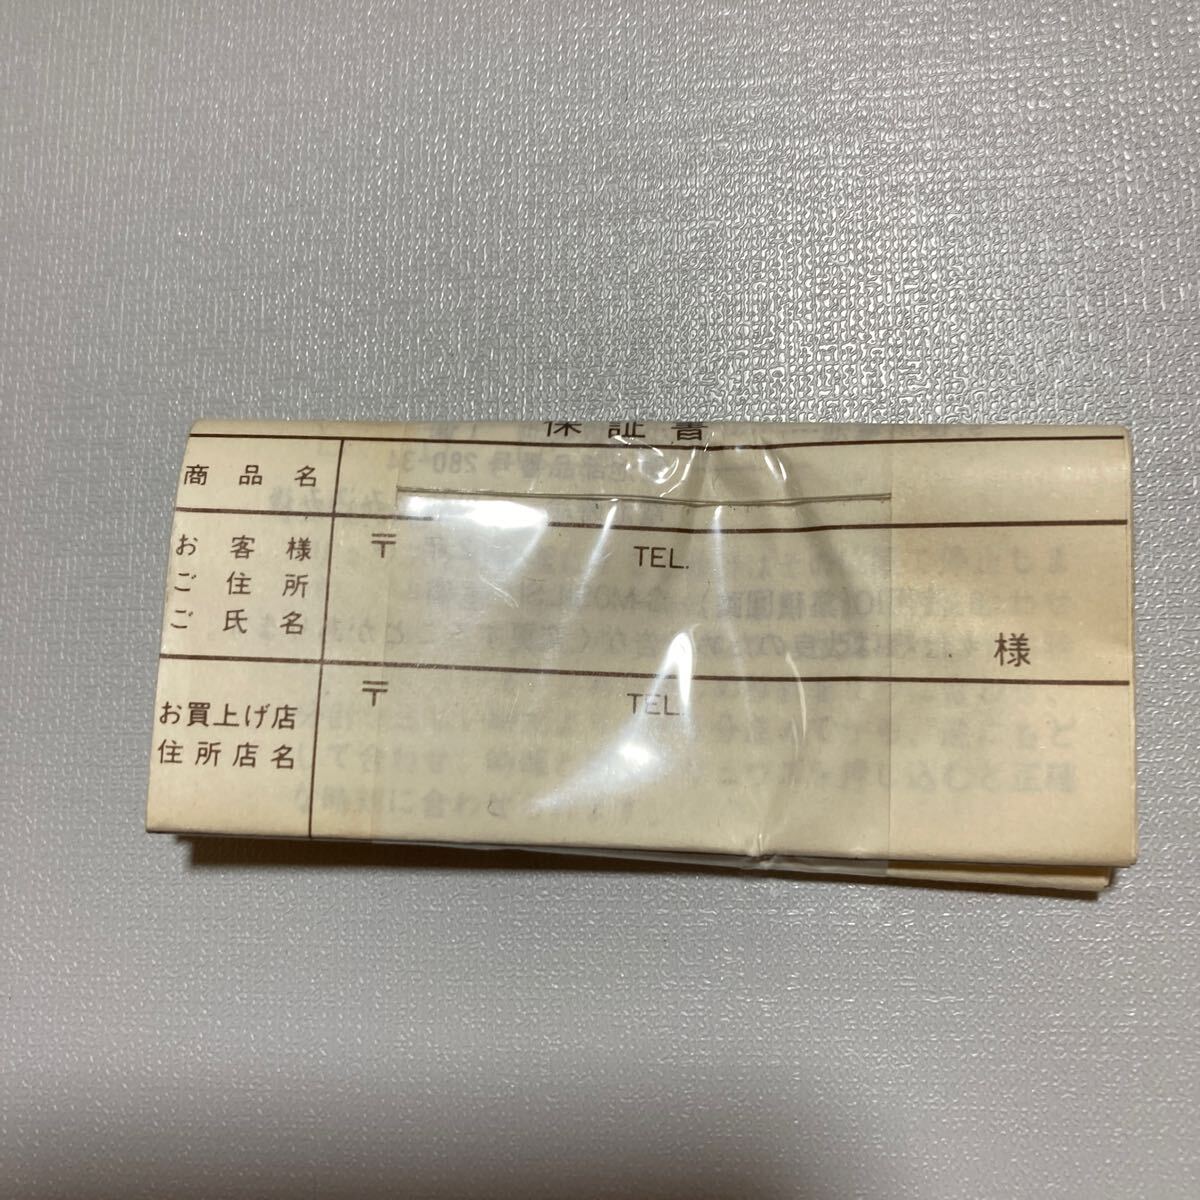 保証書
商品名
お客様 〒 TEL.
ご住所
ご氏名 様
お買上げ店 〒 TEL.
住所店名